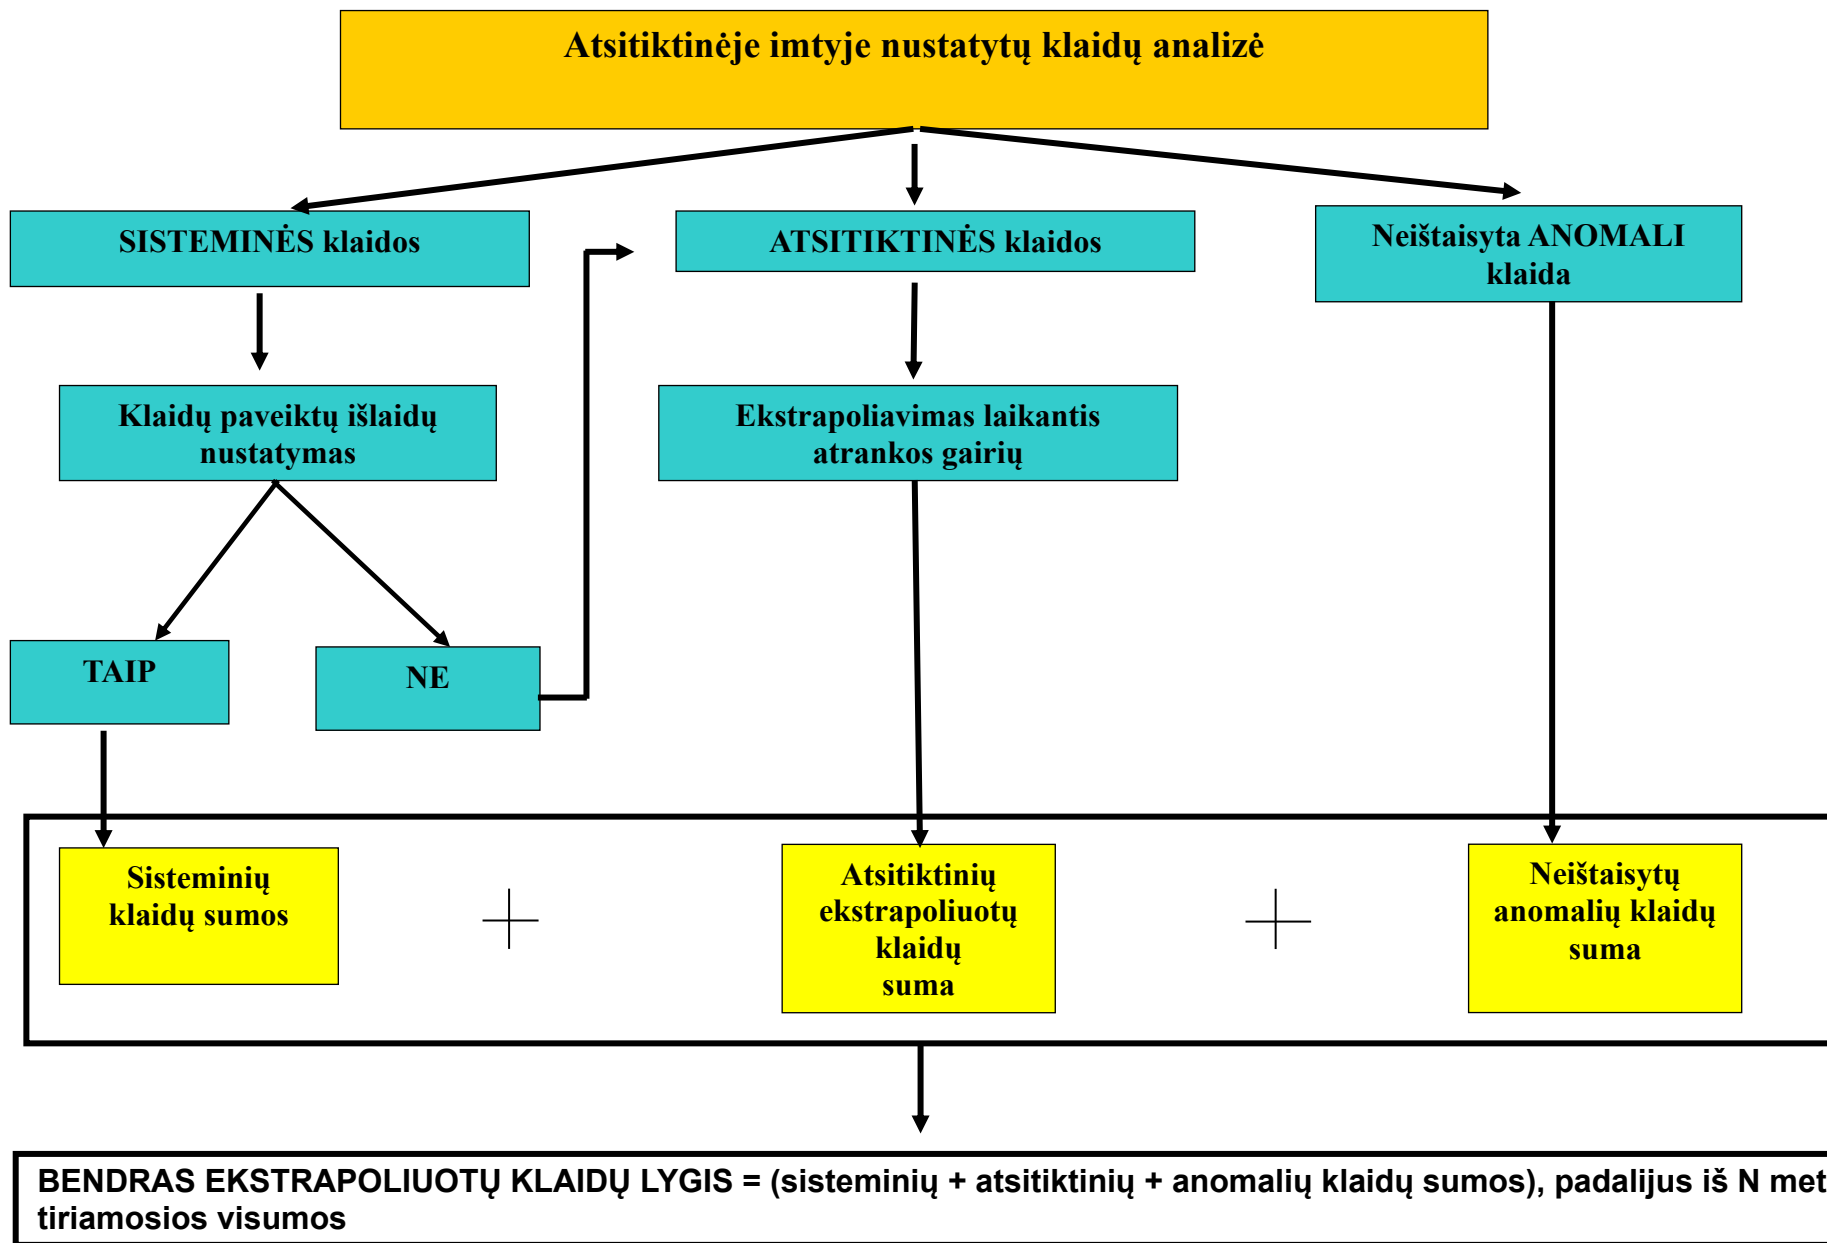 Atsitiktinėje imtyje nustatytų klaidų analizė
SISTEMINĖS klaidos
ATSITIKTINĖS klaidos
Neištaisyta ANOMALI
klaida
Klaidų paveiktų išlaidų
nustatymas
Ekstrapoliavimas laikantis
atrankos gairių
TAIP
NE
Sisteminių
klaidų sumos
Atsitiktinių
ekstrapoliuotų
klaidų
suma
Neištaisytų
anomalių klaidų
suma
BENDRAS EKSTRAPOLIUOTŲ KLAIDŲ LYGIS = (sisteminių + atsitiktinių + anomalių klaidų sumos), padalijus iš N met
tiriamosios visumos